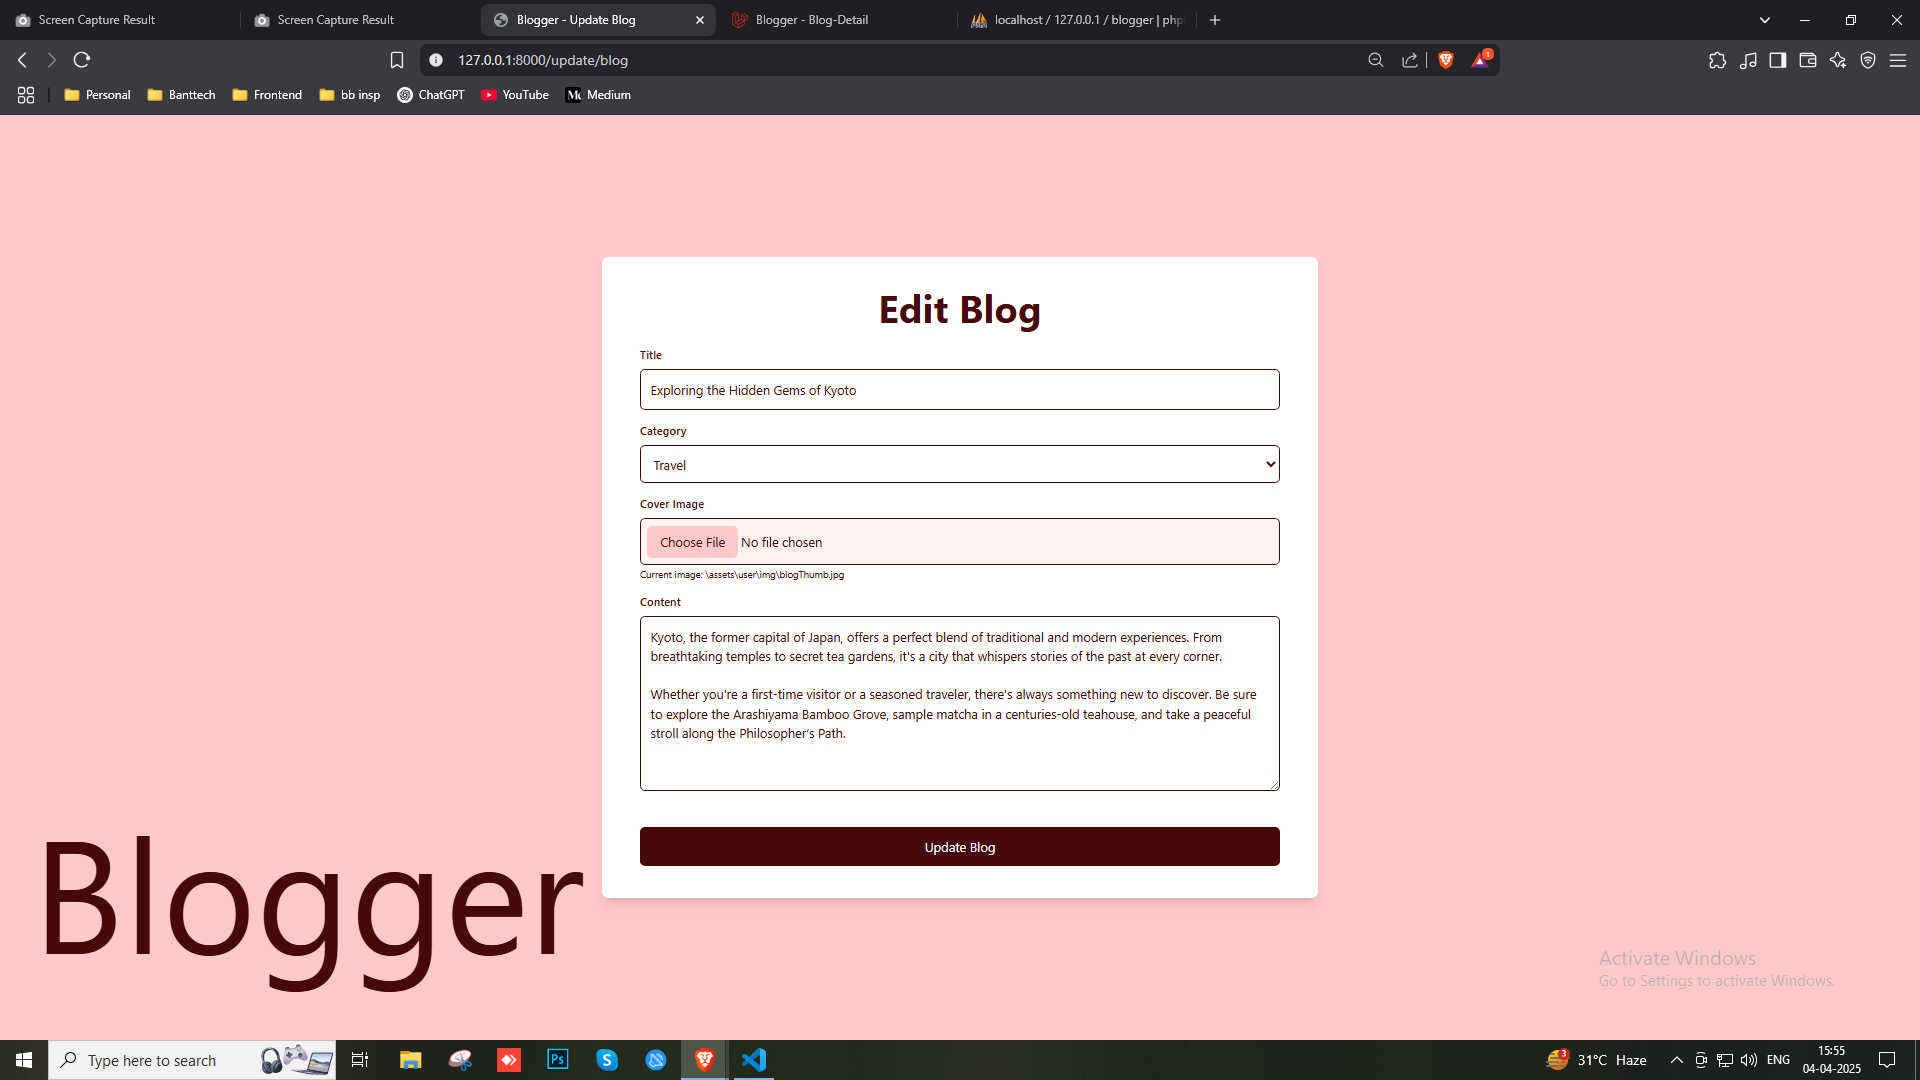 Screen Capture Result
Screen Capture Result
Blogger - Update Blog
Blogger - Blog-Detail
localhost / 127.0.0.1 / blogger | php
127.0.0.1:8000/update/blog
1
Personal
Banttech
Frontend
bb insp
ChatGPT
YouTube
Medium
Edit Blog
Title
Exploring the Hidden Gems of Kyoto
Category
Travel
Cover Image
Choose File No file chosen
Current image: \assets\user\img\blogThumb.jpg
Content
Kyoto, the former capital of Japan, offers a perfect blend of traditional and modern experiences. From
breathtaking temples to secret tea gardens, it's a city that whispers stories of the past at every corner.
Whether you're a first-time visitor or a seasoned traveler, there's always something new to discover. Be sure
to explore the Arashiyama Bamboo Grove, sample matcha in a centuries-old teahouse, and take a peaceful
stroll along the Philosopher’s Path.
Update Blog
Blogger
Activate Windows
Go to Settings to activate Windows.
Type here to search
Ps
S
3
31°C Haze
ENG
15:55
04-04-2025